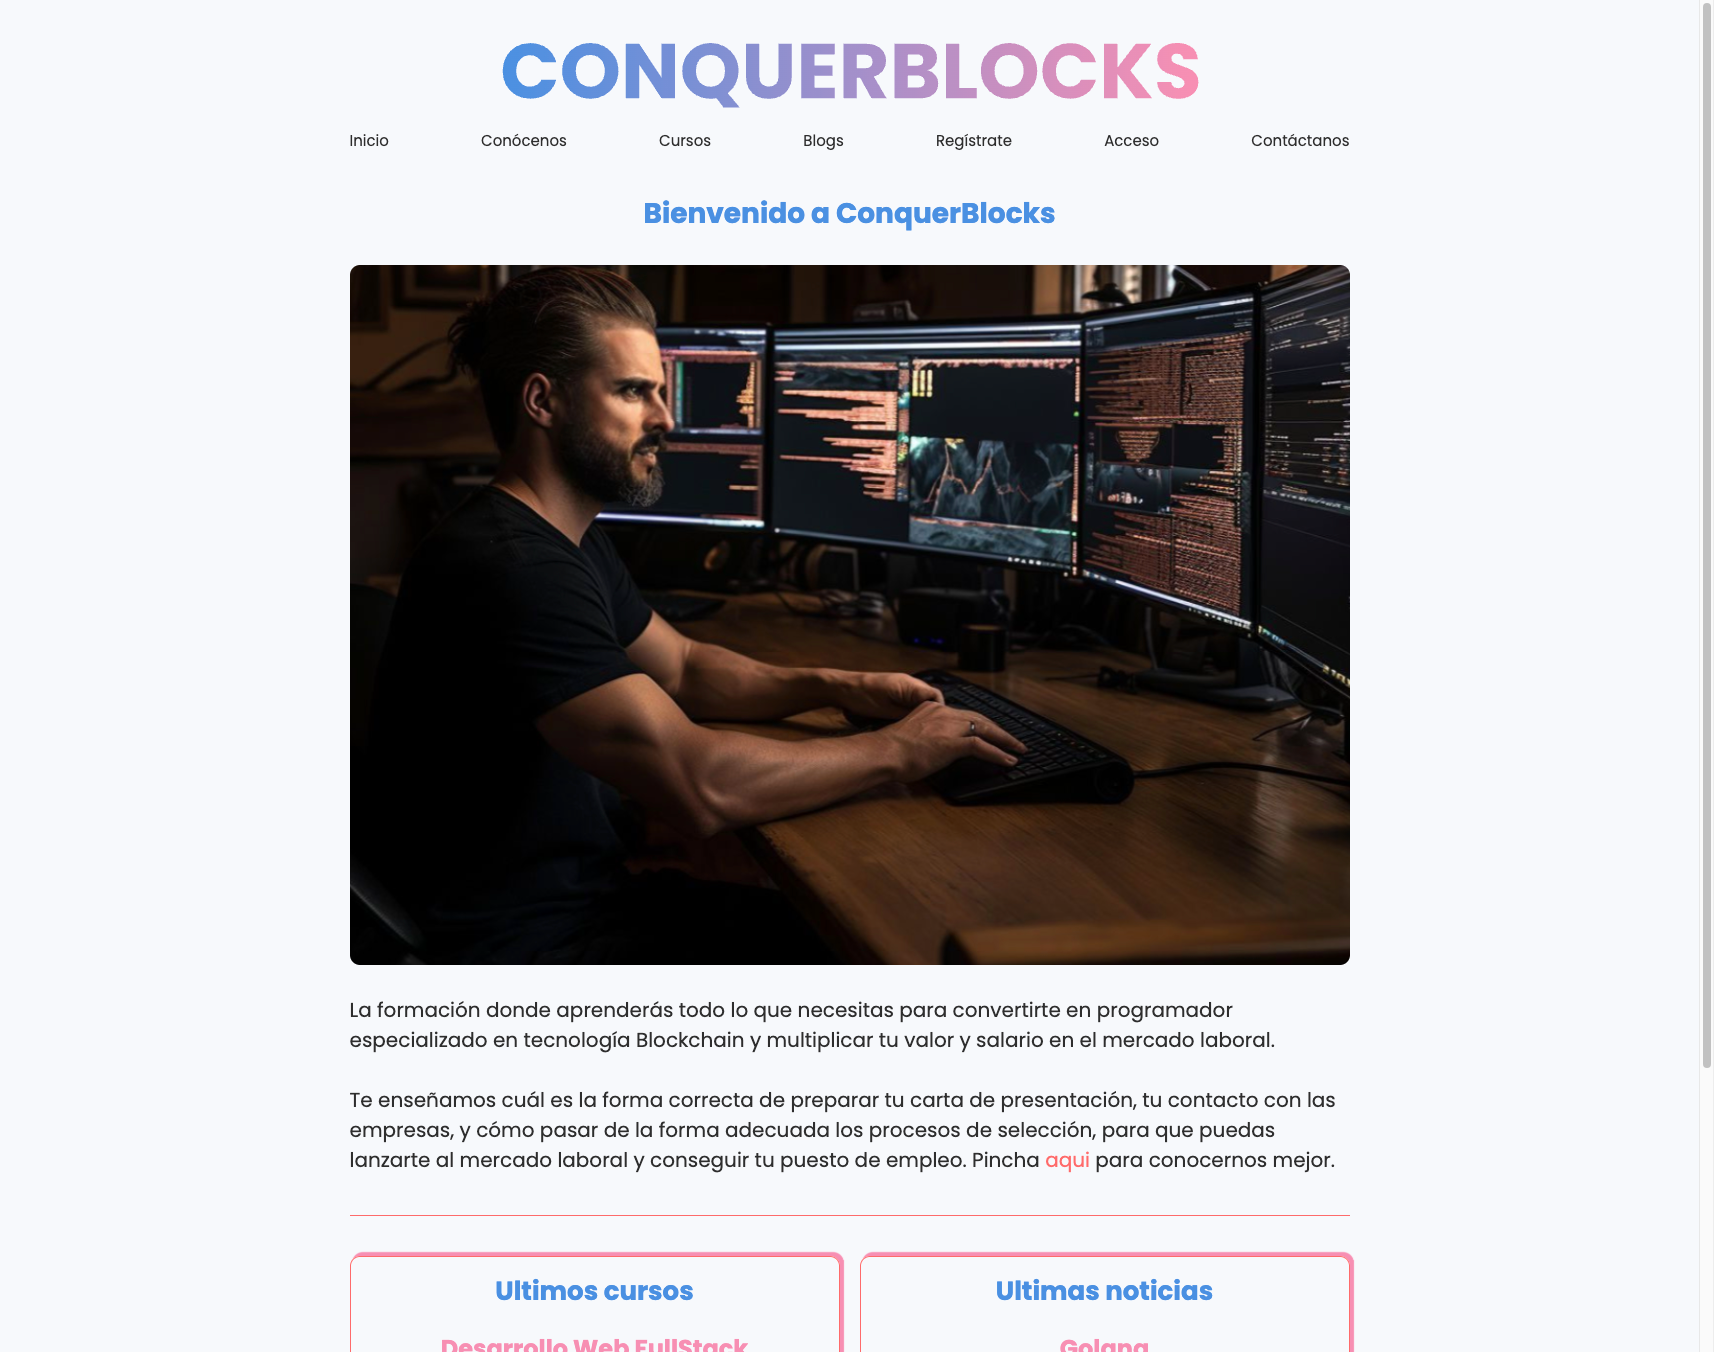 CONQUERBLOCKS
Inicio Conócenos Cursos Blogs Regístrate Acceso Contáctanos
Bienvenido a ConquerBlocks
La formación donde aprenderás todo lo que necesitas para convertirte en programador
especializado en tecnología Blockchain y multiplicar tu valor y salario en el mercado laboral.
Te enseñamos cuál es la forma correcta de preparar tu carta de presentación, tu contacto con las
empresas, y cómo pasar de la forma adecuada los procesos de selección, para que puedas
lanzarte al mercado laboral y conseguir tu puesto de empleo. Pincha aqui para conocernos mejor.
Ultimos cursos
Desarrollo Web FullStack
Ultimas noticias
Golang